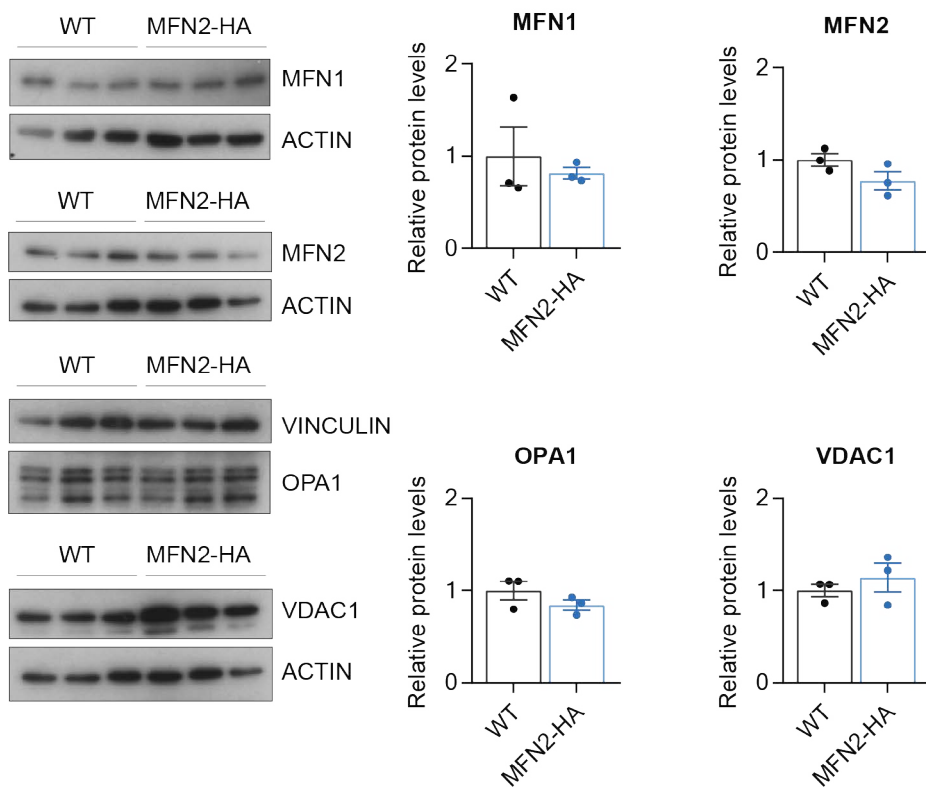 WT MFN2-HA
MFN1
ACTIN
WT MFN2-HA
MFN2
ACTIN
WT MFN2-HA
VINCULIN
OPA1
WT MFN2-HA
VDAC1
ACTIN
MFN1
Relative protein levels
2
1
0
WT
MFN2-HA
MFN2
Relative protein levels
2
1
0
WT
MFN2-HA
OPA1
Relative protein levels
2
1
0
WT
MFN2-HA
VDAC1
Relative protein levels
2
1
0
WT
MFN2-HA